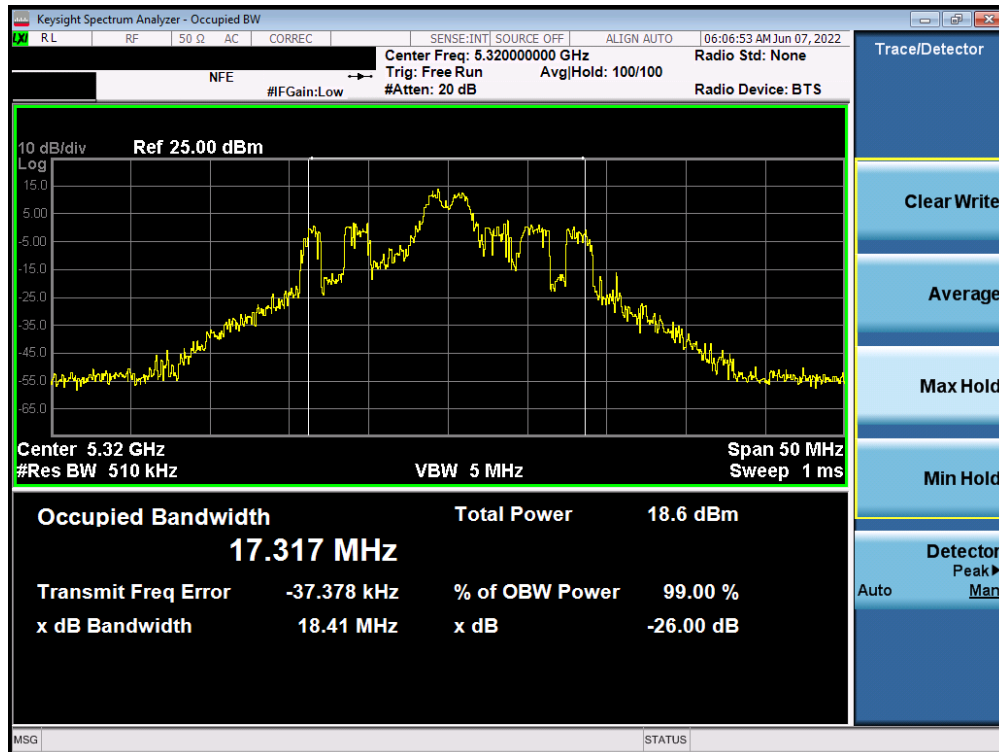 Keysight Spectrum Analyzer - Occupied BW
LXI RL RF 50 Ω AC CORREC SENSE:INT SOURCE OFF ALIGN AUTO 06:06:53 AM Jun 07, 2022
Center Freq: 5.320000000 GHz Radio Std: None
NFE Trig: Free Run Avg|Hold: 100/100
#IFGain:Low #Atten: 20 dB Radio Device: BTS
10 dB/div Ref 25.00 dBm
Log
15.0
5.00
-5.00
-15.0
-25.0
-35.0
-45.0
-55.0
-65.0
Center 5.32 GHz Span 50 MHz
#Res BW 510 kHz VBW 5 MHz Sweep 1 ms
Occupied Bandwidth Total Power 18.6 dBm
17.317 MHz
Transmit Freq Error -37.378 kHz % of OBW Power 99.00 %
x dB Bandwidth 18.41 MHz x dB -26.00 dB
MSG STATUS
Trace/Detector
Clear Write
Average
Max Hold
Min Hold
Detector
Peak▶
Auto Man